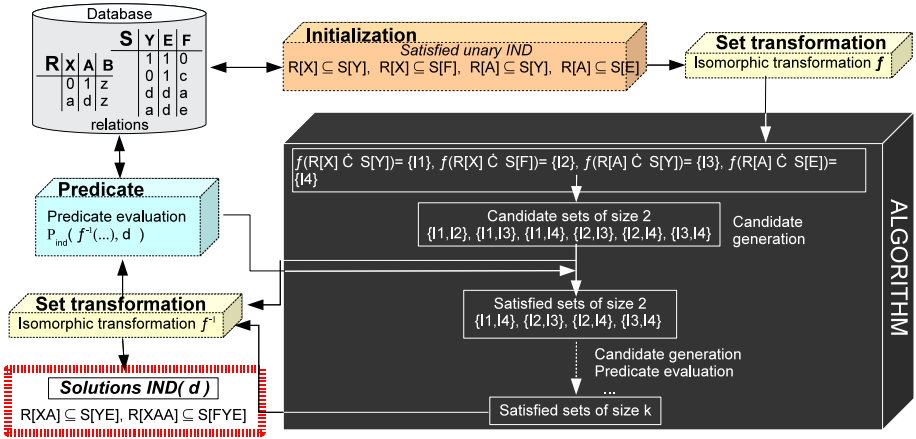 Database
S Y E F
1 1 0
0 1 c
d d a
a d e
R X A B
0 1 z
a d z
relations
Initialization
Satisfied unary IND
R[X] ⊆ S[Y], R[X] ⊆ S[F], R[A] ⊆ S[Y], R[A] ⊆ S[E]
Set transformation
Isomorphic transformation f
ALGORITHM
f(R[X] Ċ S[Y])= {I1}, f(R[X] Ċ S[F])= {I2}, f(R[A] Ċ S[Y])= {I3}, f(R[A] Ċ S[E])=
{I4}
Candidate sets of size 2
{I1,I2}, {I1,I3}, {I1,I4}, {I2,I3}, {I2,I4}, {I3,I4}
Candidate
generation
Predicate
Predicate evaluation
P_ind( f⁻¹(...), d )
Satisfied sets of size 2
{I1,I4}, {I2,I3}, {I2,I4}, {I3,I4}
Candidate generation
Predicate evaluation
...
Satisfied sets of size k
Set transformation
Isomorphic transformation f⁻¹
Solutions IND( d )
R[XA] ⊆ S[YE], R[XAA] ⊆ S[FYE]